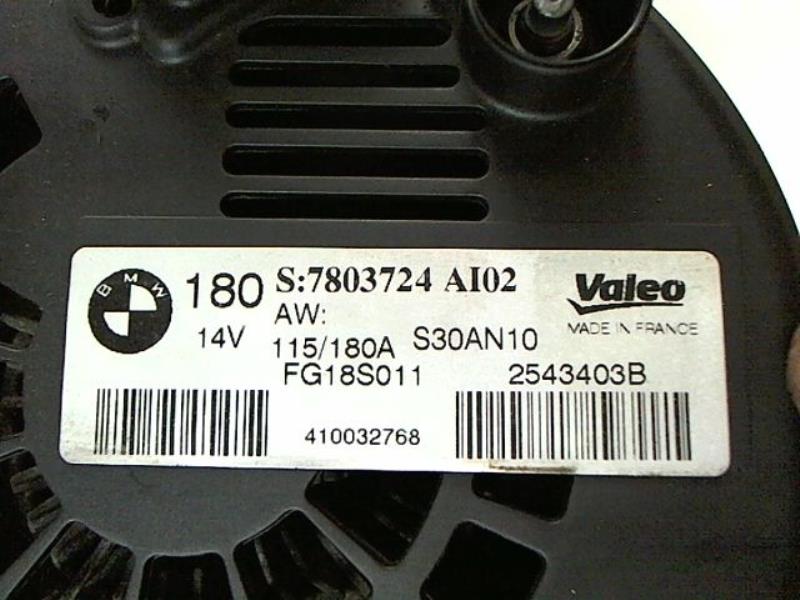 BMW
180 S:7803724 AI02 Valeo
AW:
14V 115/180A S30AN10 MADE IN FRANCE
FG18S011 2543403B
410032768